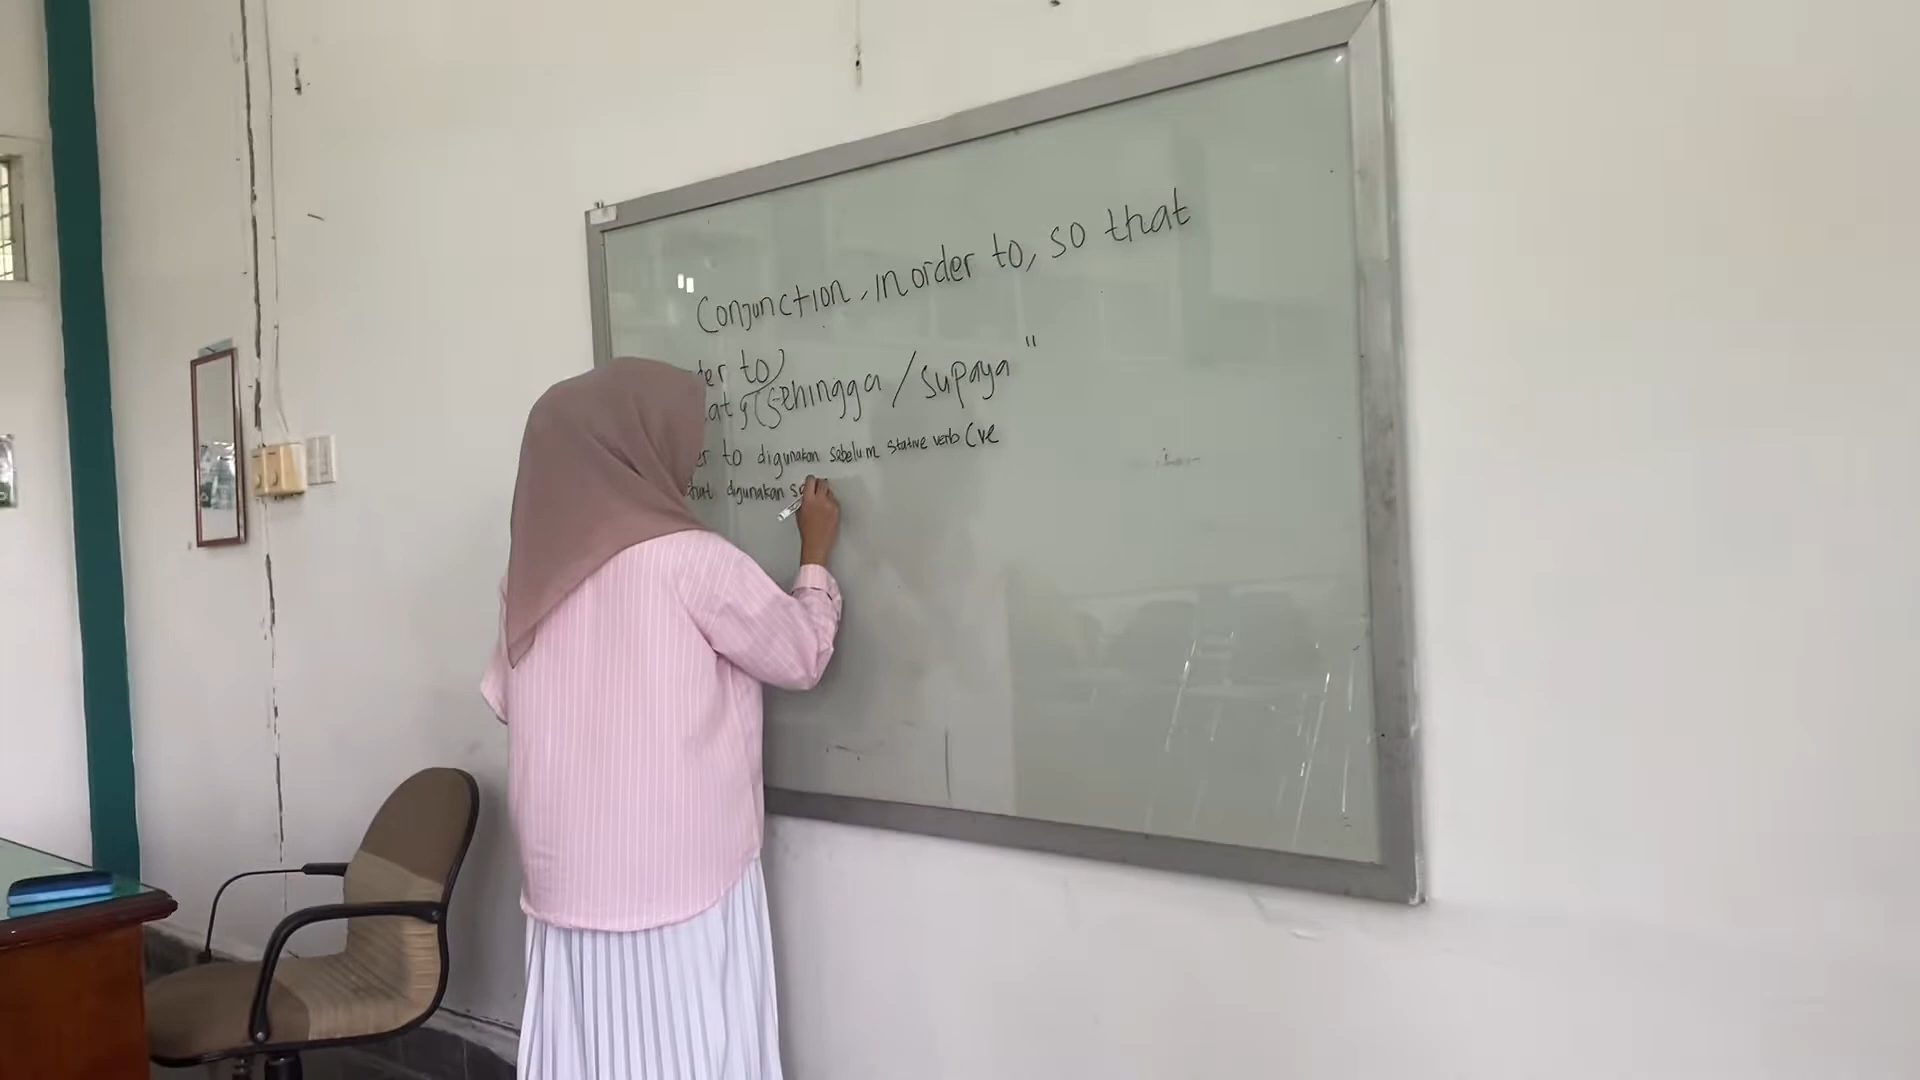 Conjunction, in order to, so that
der to)
at (sehingga / supaya "
er to digunakan sebelum stative verb (ve
that digunakan se